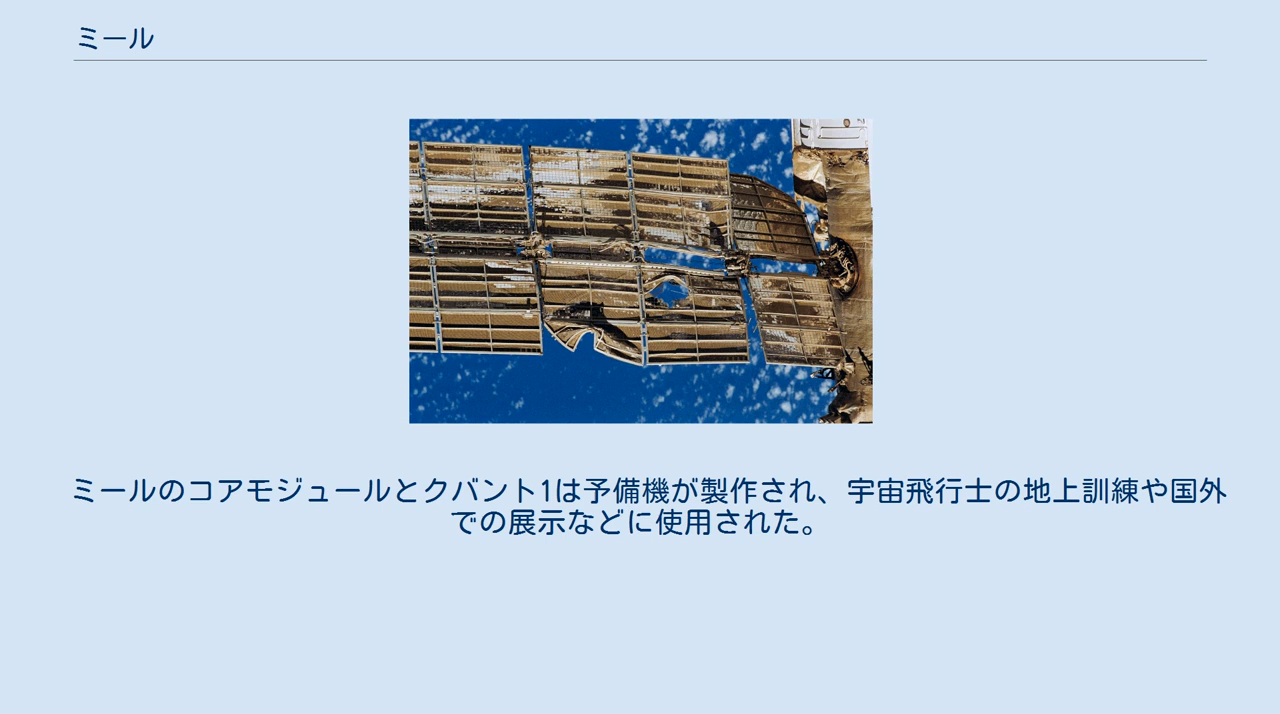 ミール
ミールのコアモジュールとクバント1は予備機が製作され、宇宙飛行士の地上訓練や国外
での展示などに使用された。